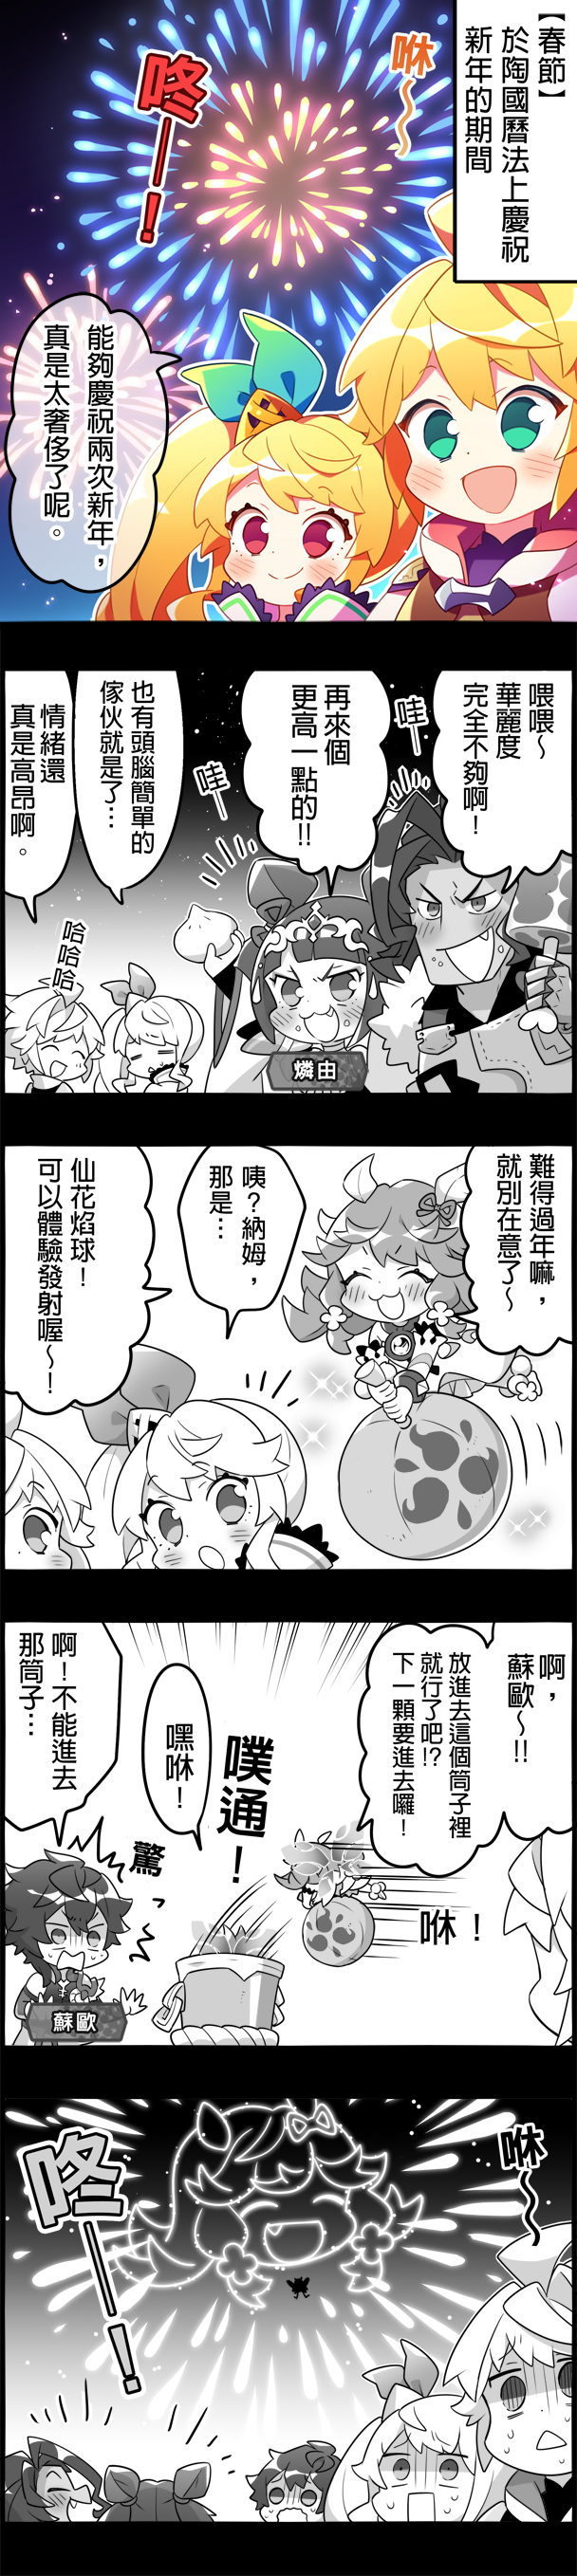 【春節】
於陶國曆法上慶祝
新年的期間
咻～
咚——！
能夠慶祝兩次新年，
真是太奢侈了呢。
喂喂～
華麗度
完全不夠啊！
哇—
再來個
更高一點的!!
哇—
也有頭腦簡單的
傢伙就是了…
情緒還
真是高昂啊。
哈哈哈
燐由
難得過年嘛，
就別在意了～
咦？納姆，
那是…
仙花焰球！
可以體驗發射喔～！
啊，
蘇歐～!!
放進去這個筒子裡
就行了吧!?
下一顆要進去囉！
咻！
噗通！
嘿咻！
驚
啊！不能進去
那筒子…
蘇歐
咻～
咚——！